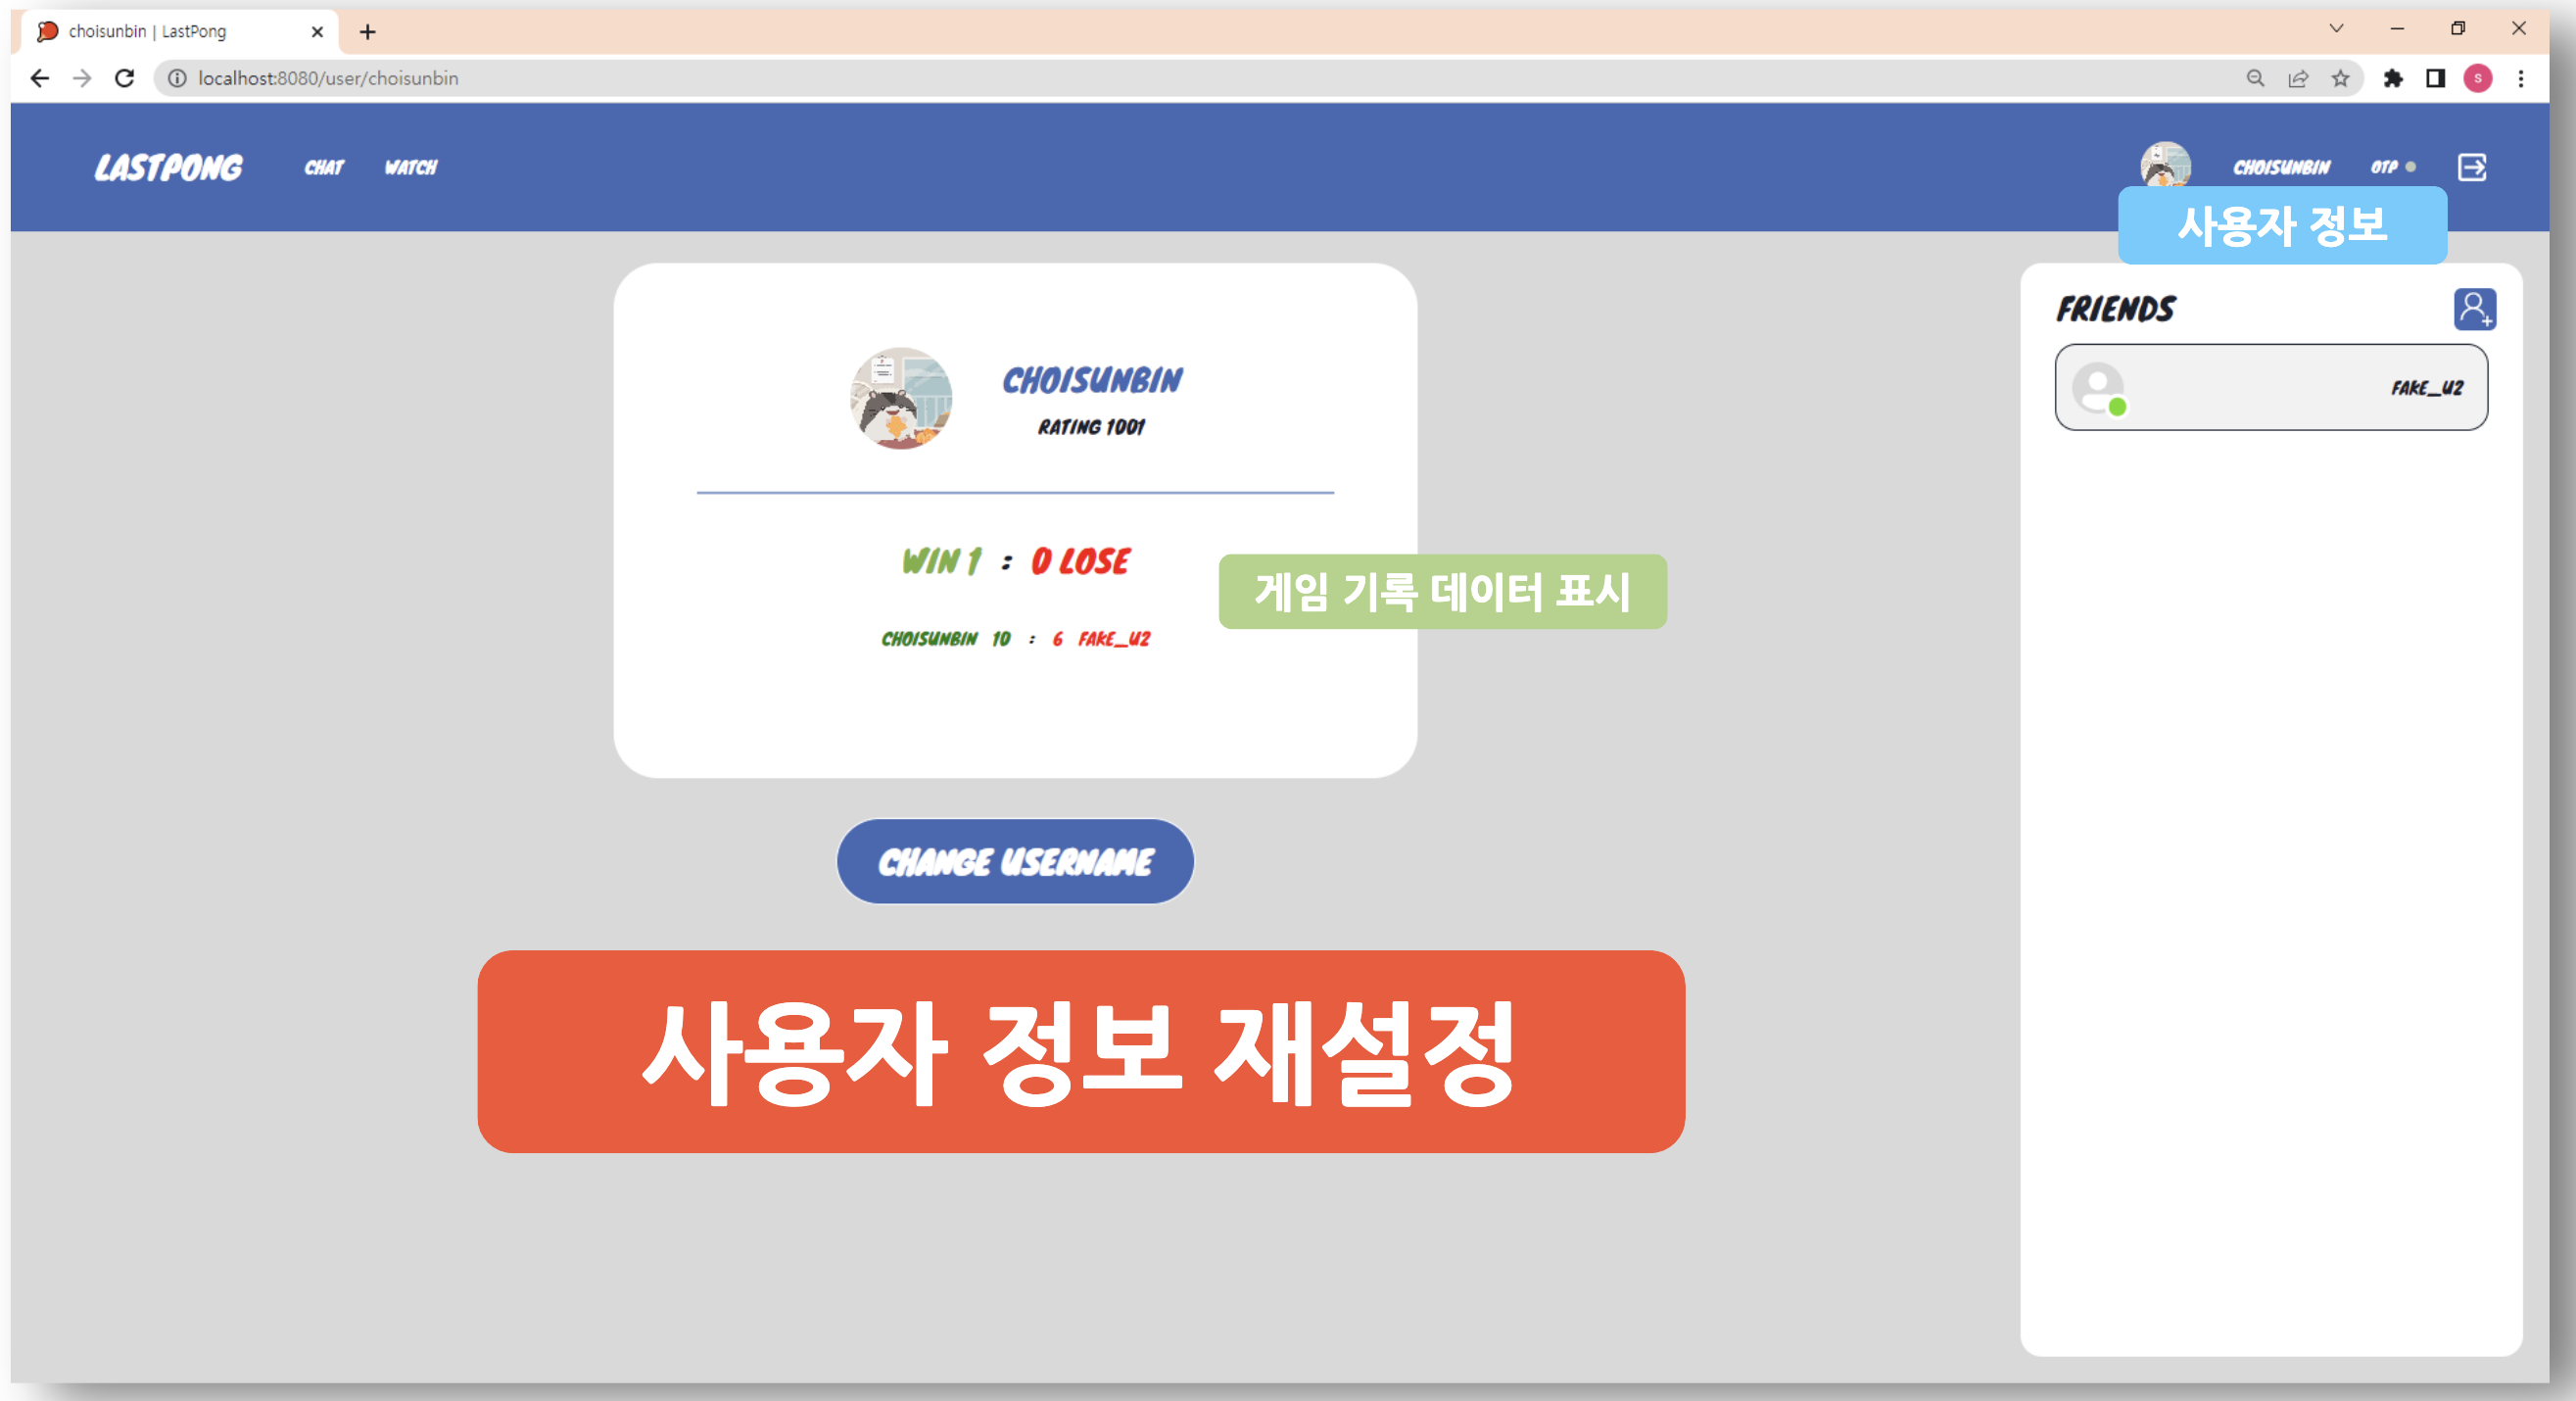 choisunbin | LastPong
localhost:8080/user/choisunbin
S
LASTPONG CHAT WATCH CHOISUNBIN OTP
사용자 정보
FRIENDS
FAKE_U2
CHOISUNBIN
RATING 1001
WIN 1 : 0 LOSE
게임 기록 데이터 표시
CHOISUNBIN 10 : 6 FAKE_U2
CHANGE USERNAME
사용자 정보 재설정